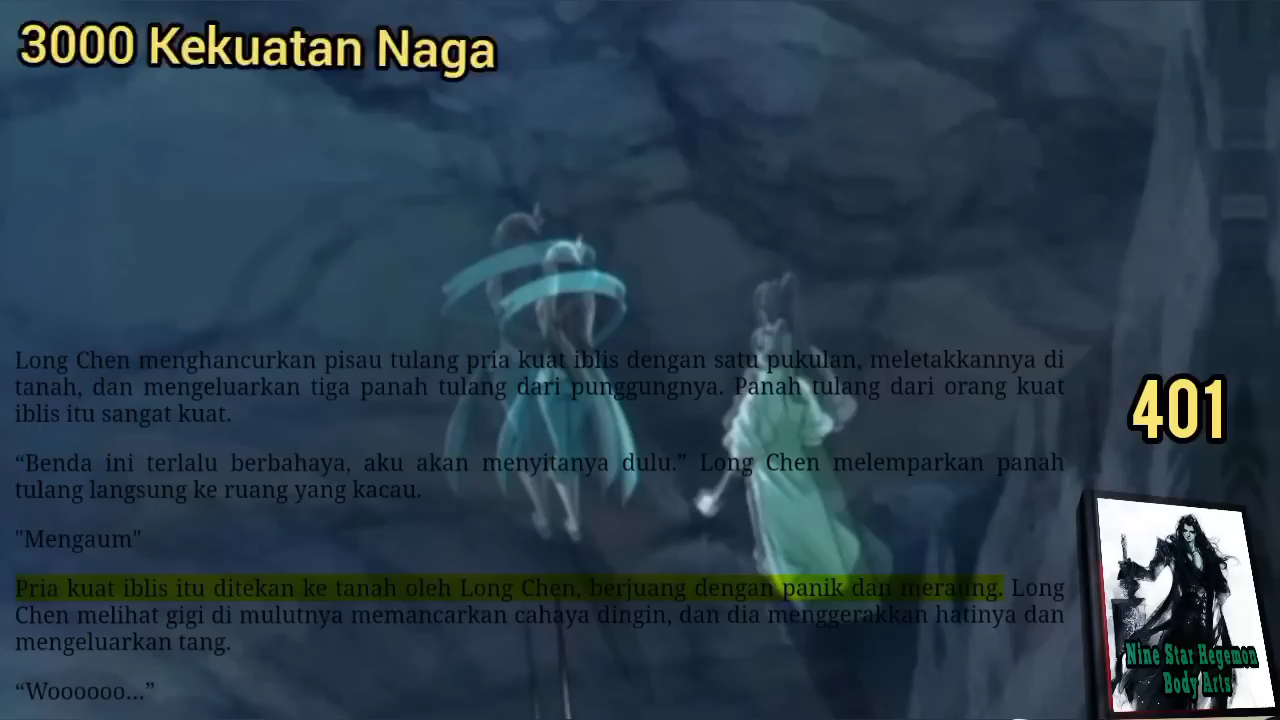 3000 Kekuatan Naga
Long Chen menghancurkan pisau tulang pria kuat iblis dengan satu pukulan, meletakkannya di
tanah, dan mengeluarkan tiga panah tulang dari punggungnya. Panah tulang dari orang kuat
iblis itu sangat kuat.
“Benda ini terlalu berbahaya, aku akan menyitanya dulu.” Long Chen melemparkan panah
tulang langsung ke ruang yang kacau.
"Mengaum"
Pria kuat iblis itu ditekan ke tanah oleh Long Chen, berjuang dengan panik dan meraung. Long
Chen melihat gigi di mulutnya memancarkan cahaya dingin, dan dia menggerakkan hatinya dan
mengeluarkan tang.
“Woooooo...”
401
Nine Star Hegemon
Body Arts